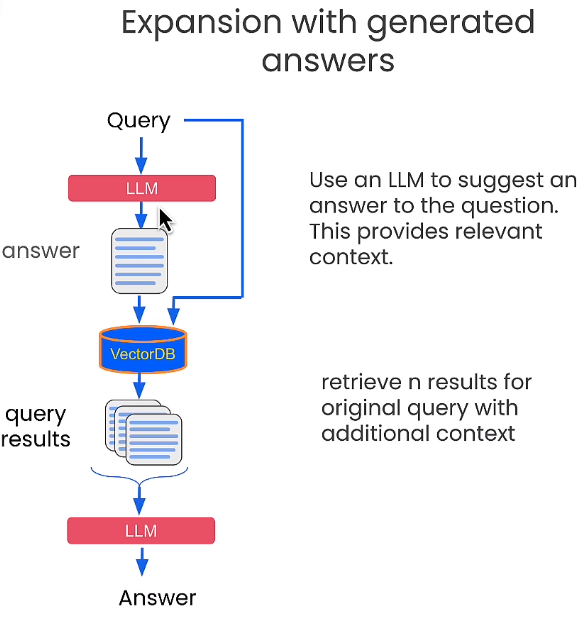 Expansion with generated
answers
Query
LLM
Use an LLM to suggest an
answer to the question.
This provides relevant
context.
answer
VectorDB
retrieve n results for
original query with
additional context
query
results
LLM
Answer